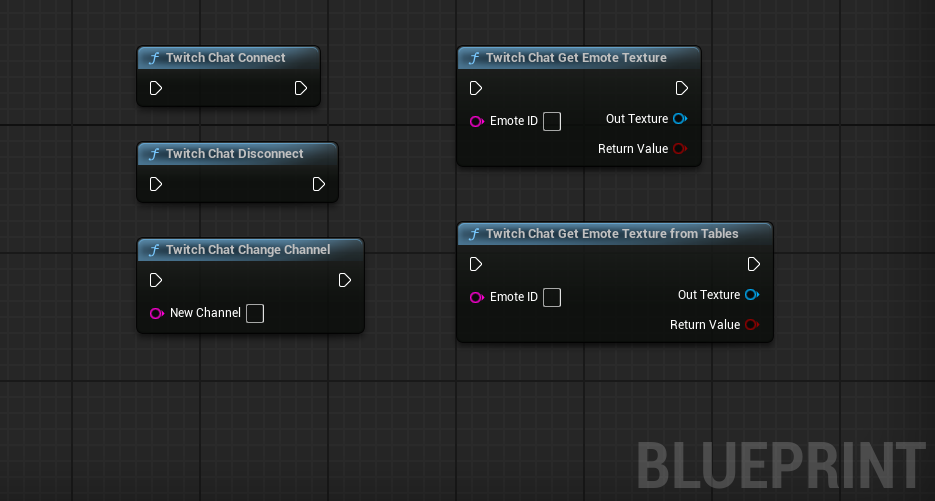 Twitch Chat Connect
Twitch Chat Disconnect
Twitch Chat Change Channel
New Channel
Twitch Chat Get Emote Texture
Emote ID
Out Texture
Return Value
Twitch Chat Get Emote Texture from Tables
Emote ID
Out Texture
Return Value
BLUEPRINT